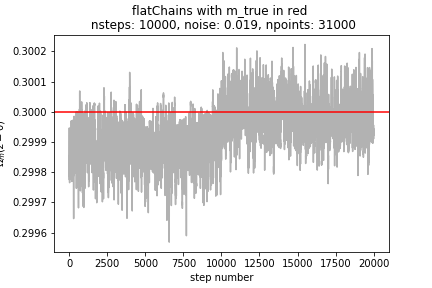 flatChains with m_true in red
nsteps: 10000, noise: 0.019, npoints: 31000
0.3002
0.3001
0.3000
0.2999
0.2998
0.2997
0.2996
0 2500 5000 7500 10000 12500 15000 17500 20000
step number